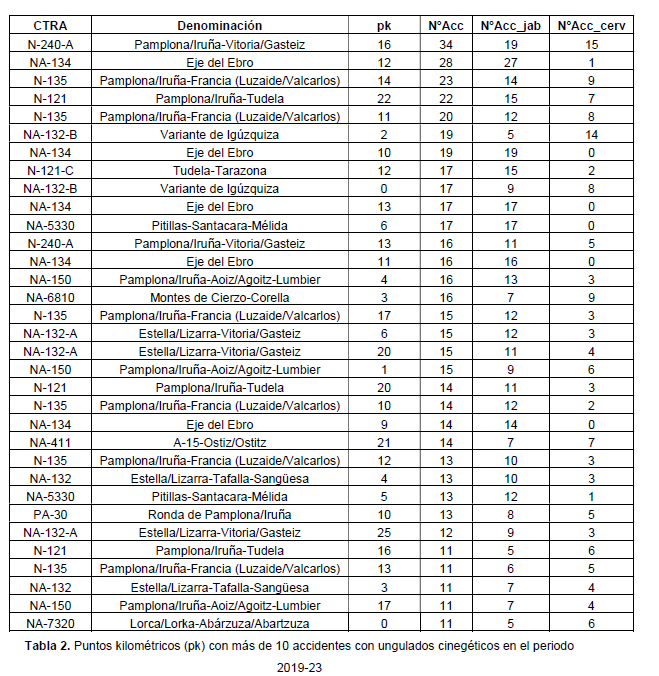 CTRA Denominación pk NºAcc NºAcc_jab NºAcc_cerv
N-240-A Pamplona/Iruña-Vitoria/Gasteiz 16 34 19 15
NA-134 Eje del Ebro 12 28 27 1
N-135 Pamplona/Iruña-Francia (Luzaide/Valcarlos) 14 23 14 9
N-121 Pamplona/Iruña-Tudela 22 22 15 7
N-135 Pamplona/Iruña-Francia (Luzaide/Valcarlos) 11 20 12 8
NA-132-B Variante de Igúzquiza 2 19 5 14
NA-134 Eje del Ebro 10 19 19 0
N-121-C Tudela-Tarazona 12 17 15 2
NA-132-B Variante de Igúzquiza 0 17 9 8
NA-134 Eje del Ebro 13 17 17 0
NA-5330 Pitillas-Santacara-Mélida 6 17 17 0
N-240-A Pamplona/Iruña-Vitoria/Gasteiz 13 16 11 5
NA-134 Eje del Ebro 11 16 16 0
NA-150 Pamplona/Iruña-Aoiz/Agoitz-Lumbier 4 16 13 3
NA-6810 Montes de Cierzo-Corella 3 16 7 9
N-135 Pamplona/Iruña-Francia (Luzaide/Valcarlos) 17 15 12 3
NA-132-A Estella/Lizarra-Vitoria/Gasteiz 6 15 12 3
NA-132-A Estella/Lizarra-Vitoria/Gasteiz 20 15 11 4
NA-150 Pamplona/Iruña-Aoiz/Agoitz-Lumbier 1 15 9 6
N-121 Pamplona/Iruña-Tudela 20 14 11 3
N-135 Pamplona/Iruña-Francia (Luzaide/Valcarlos) 10 14 12 2
NA-134 Eje del Ebro 9 14 14 0
NA-411 A-15-Ostiz/Ostitz 21 14 7 7
N-135 Pamplona/Iruña-Francia (Luzaide/Valcarlos) 12 13 10 3
NA-132 Estella/Lizarra-Tafalla-Sangüesa 4 13 10 3
NA-5330 Pitillas-Santacara-Mélida 5 13 12 1
PA-30 Ronda de Pamplona/Iruña 10 13 8 5
NA-132-A Estella/Lizarra-Vitoria/Gasteiz 25 12 9 3
N-121 Pamplona/Iruña-Tudela 16 11 5 6
N-135 Pamplona/Iruña-Francia (Luzaide/Valcarlos) 13 11 6 5
NA-132 Estella/Lizarra-Tafalla-Sangüesa 3 11 7 4
NA-150 Pamplona/Iruña-Aoiz/Agoitz-Lumbier 17 11 7 4
NA-7320 Lorca/Lorka-Abárzuza/Abartzuza 0 11 5 6
Tabla 2. Puntos kilométricos (pk) con más de 10 accidentes con ungulados cinegéticos en el periodo
2019-23